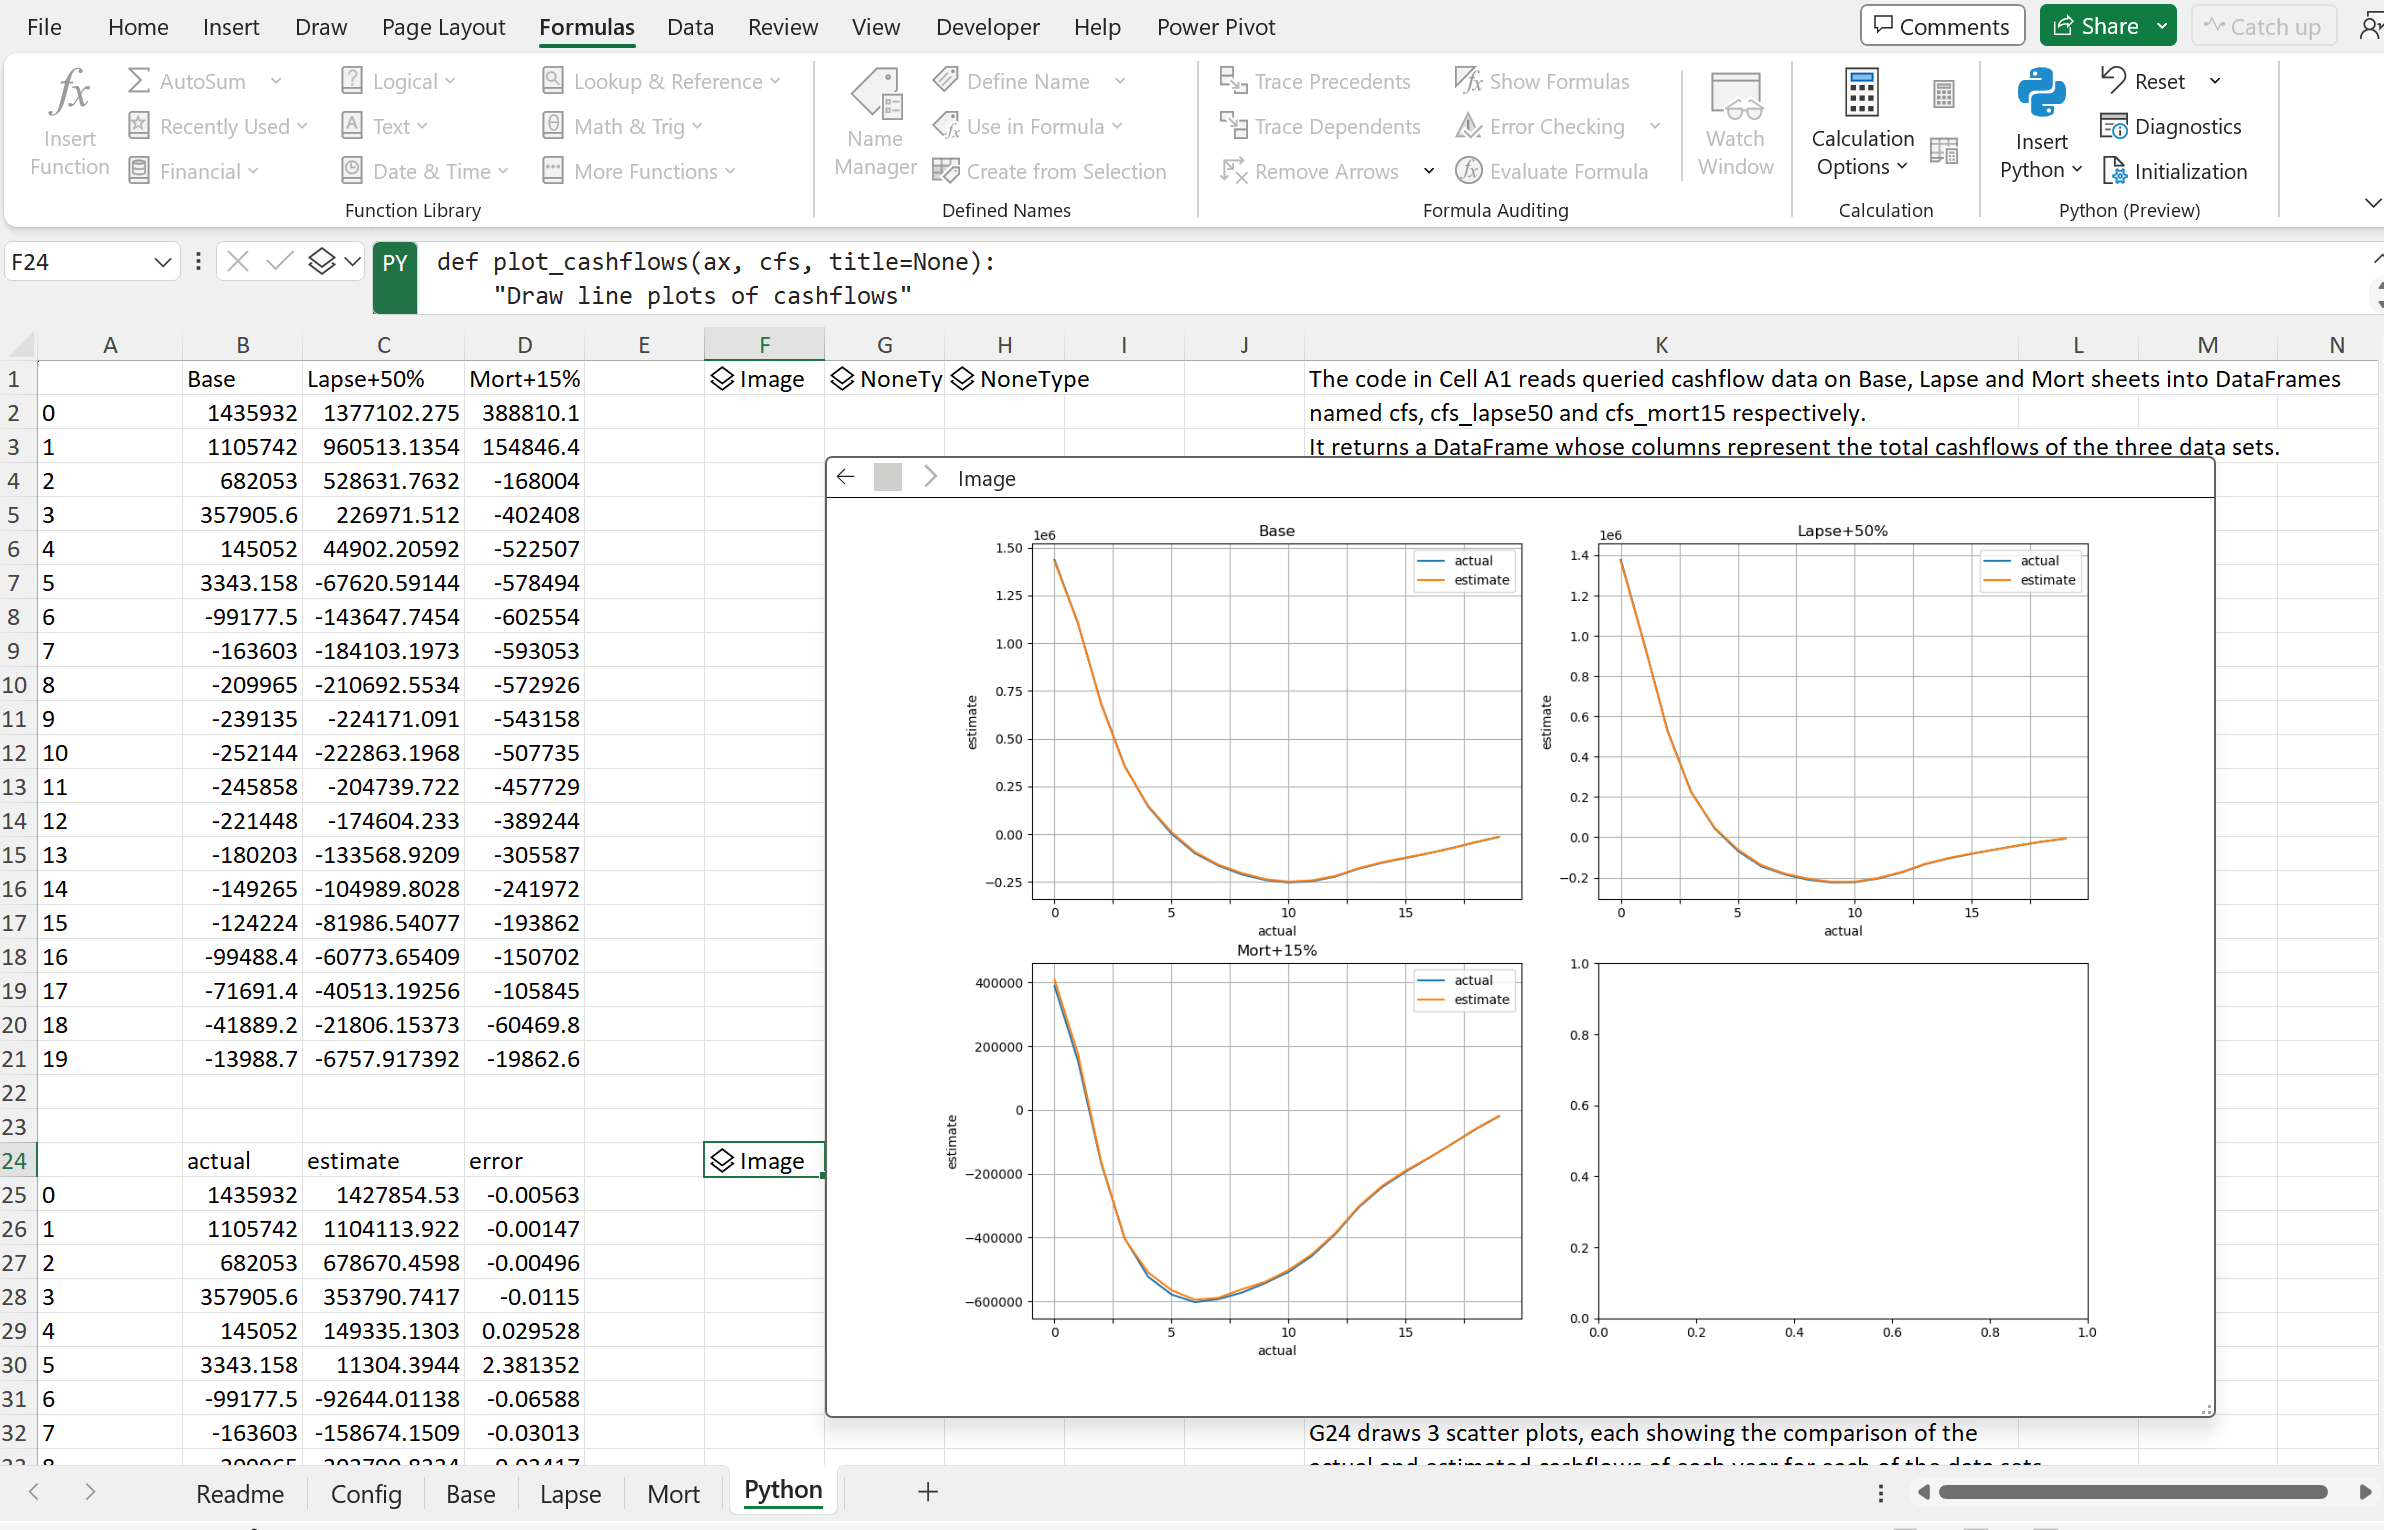 File Home Insert Draw Page Layout Formulas Data Review View Developer Help Power Pivot Comments Share Catch up
Insert Function
AutoSum
Recently Used
Financial
Logical
Text
Date & Time
Lookup & Reference
Math & Trig
More Functions
Function Library
Name Manager
Define Name
Use in Formula
Create from Selection
Defined Names
Trace Precedents
Trace Dependents
Remove Arrows
Show Formulas
Error Checking
Evaluate Formula
Formula Auditing
Watch Window
Calculation Options
Calculation
Insert Python
Reset
Diagnostics
Initialization
Python (Preview)
F24 PY def plot_cashflows(ax, cfs, title=None):
"Draw line plots of cashflows"
A B C D E F G H I J K L M N
1 Base Lapse+50% Mort+15% Image NoneTy NoneType The code in Cell A1 reads queried cashflow data on Base, Lapse and Mort sheets into DataFrames
2 0 1435932 1377102.275 388810.1 named cfs, cfs_lapse50 and cfs_mort15 respectively.
3 1 1105742 960513.1354 154846.4 It returns a DataFrame whose columns represent the total cashflows of the three data sets.
4 2 682053 528631.7632 -168004
5 3 357905.6 226971.512 -402408
6 4 145052 44902.20592 -522507
7 5 3343.158 -67620.59144 -578494
8 6 -99177.5 -143647.7454 -602554
9 7 -163603 -184103.1973 -593053
10 8 -209965 -210692.5534 -572926
11 9 -239135 -224171.091 -543158
12 10 -252144 -222863.1968 -507735
13 11 -245858 -204739.722 -457729
14 12 -221448 -174604.233 -389244
15 13 -180203 -133568.9209 -305587
16 14 -149265 -104989.8028 -241972
17 15 -124224 -81986.54077 -193862
18 16 -99488.4 -60773.65409 -150702
19 17 -71691.4 -40513.19256 -105845
20 18 -41889.2 -21806.15373 -60469.8
21 19 -13988.7 -6757.917392 -19862.6
22
23
24 actual estimate error Image
25 0 1435932 1427854.53 -0.00563
26 1 1105742 1104113.922 -0.00147
27 2 682053 678670.4598 -0.00496
28 3 357905.6 353790.7417 -0.0115
29 4 145052 149335.1303 0.029528
30 5 3343.158 11304.3944 2.381352
31 6 -99177.5 -92644.01138 -0.06588
32 7 -163603 -158674.1509 -0.03013 G24 draws 3 scatter plots, each showing the comparison of the
Image
Base
1e6
1.50
1.25
1.00
0.75
0.50
0.25
0.00
−0.25
0 5 10 15
estimate
actual
actual
estimate
Lapse+50%
1e6
1.4
1.2
1.0
0.8
0.6
0.4
0.2
0.0
−0.2
0 5 10 15
estimate
actual
actual
estimate
Mort+15%
400000
200000
0
−200000
−400000
−600000
0 5 10 15
estimate
actual
actual
estimate
1.0
0.8
0.6
0.4
0.2
0.0
0.0 0.2 0.4 0.6 0.8 1.0
Readme Config Base Lapse Mort Python